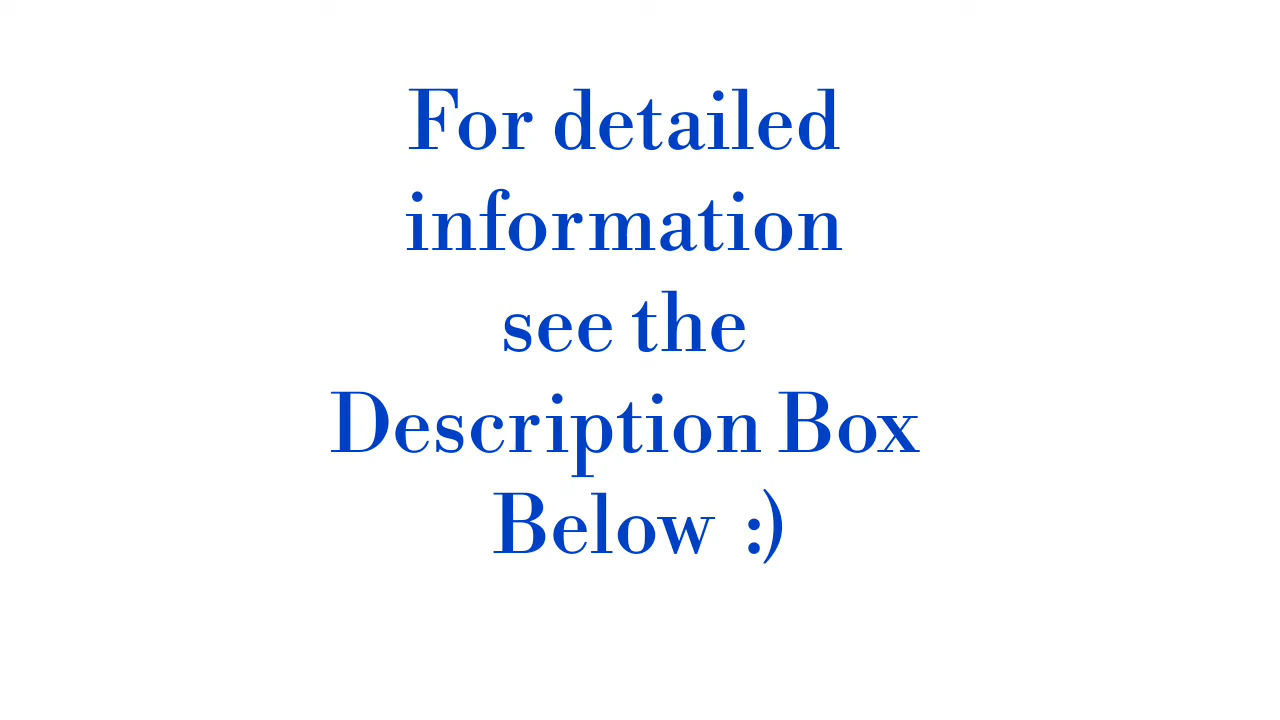 For detailed
information
see the
Description Box
Below :)